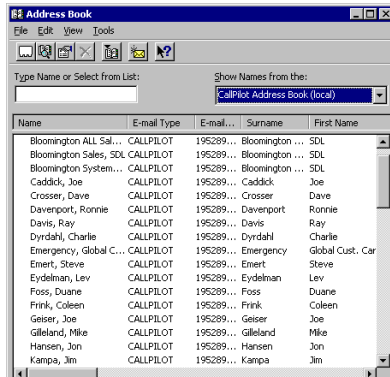 Address Book
File Edit View Tools
Type Name or Select from List: Show Names from the:
CallPilot Address Book (local)
Name E-mail Type E-mail... Surname First Name
Bloomington ALL Sal... CALLPILOT 195289... Bloomington ... SDL
Bloomington Sales, SDL CALLPILOT 195289... Bloomington ... SDL
Bloomington System... CALLPILOT 195289... Bloomington ... SDL
Caddick, Joe CALLPILOT 195289... Caddick Joe
Crosser, Dave CALLPILOT 195289... Crosser Dave
Davenport, Ronnie CALLPILOT 195289... Davenport Ronnie
Davis, Ray CALLPILOT 195289... Davis Ray
Dyrdahl, Charlie CALLPILOT 195289... Dyrdahl Charlie
Emergency, Global C... CALLPILOT 195289... Emergency Global Cust. Car
Emert, Steve CALLPILOT 195289... Emert Steve
Eydelman, Lev CALLPILOT 195289... Eydelman Lev
Foss, Duane CALLPILOT 195289... Foss Duane
Frink, Coleen CALLPILOT 195289... Frink Coleen
Geiser, Joe CALLPILOT 195289... Geiser Joe
Gilleland, Mike CALLPILOT 195289... Gilleland Mike
Hansen, Jon CALLPILOT 195289... Hansen Jon
Kampa, Jim CALLPILOT 195289... Kampa Jim